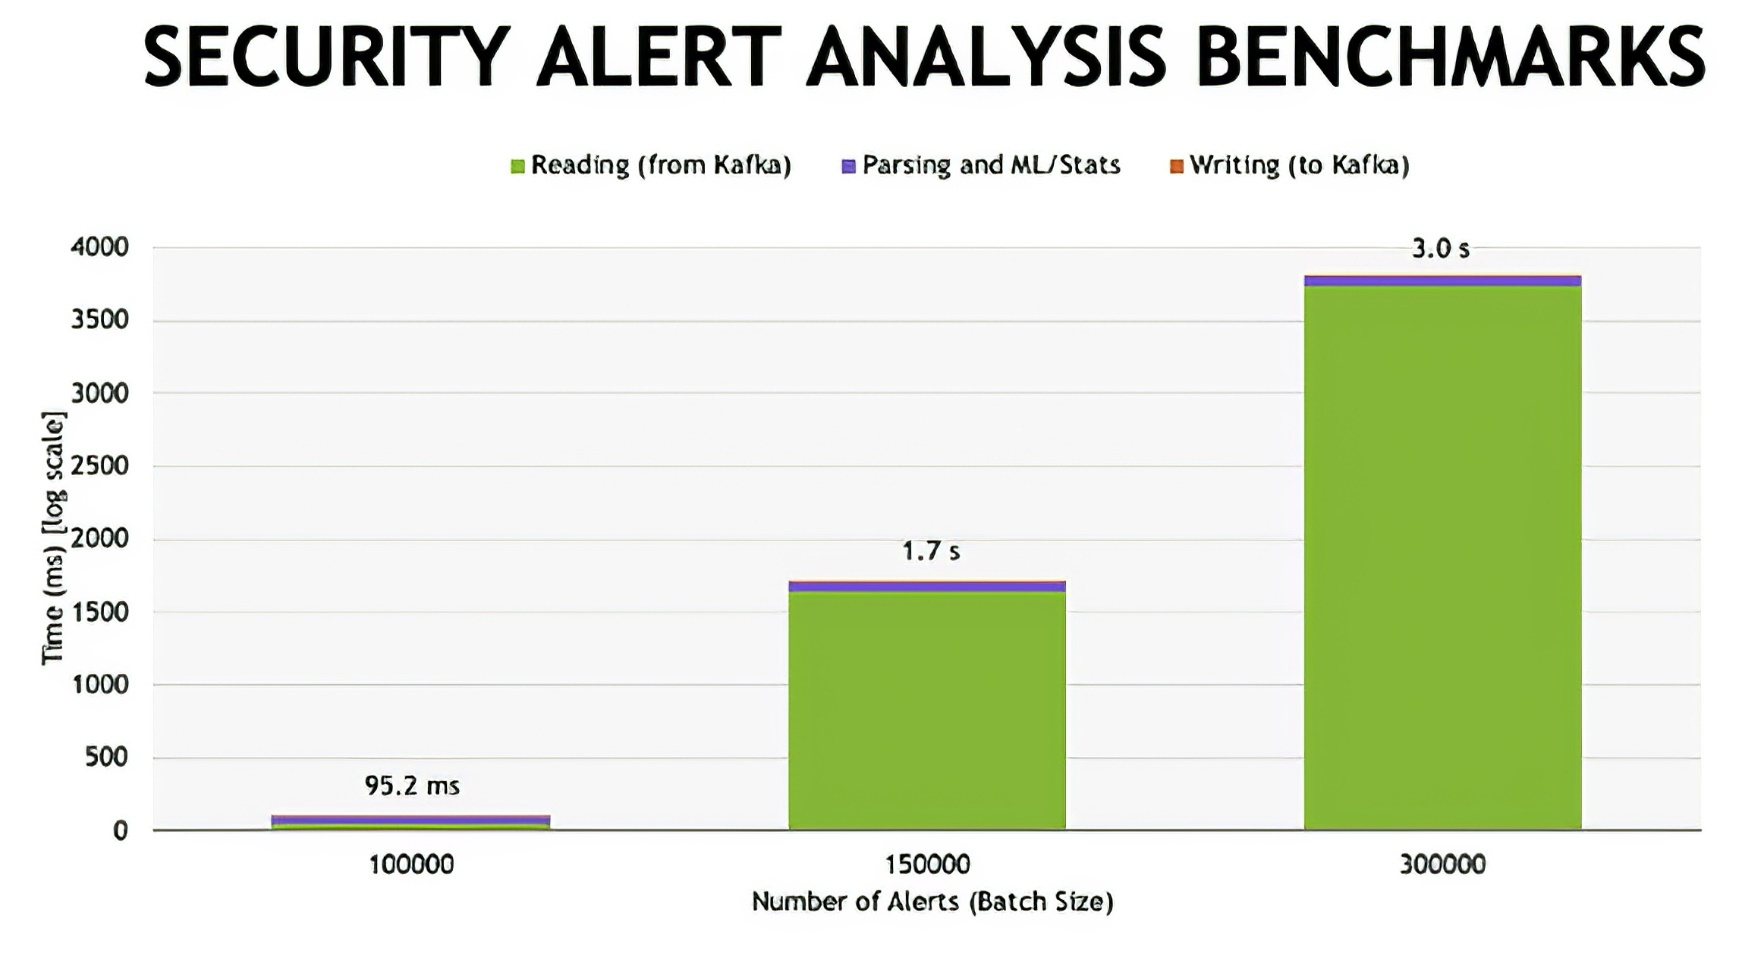 SECURITY ALERT ANALYSIS BENCHMARKS
Reading (from Kafka) Parsing and ML/Stats Writing (to Kafka)
4000
3500
3000
2500
2000
1500
1000
500
0
Time (ms) [log scale]
95.2 ms
1.7 s
3.0 s
100000 150000 300000
Number of Alerts (Batch Size)